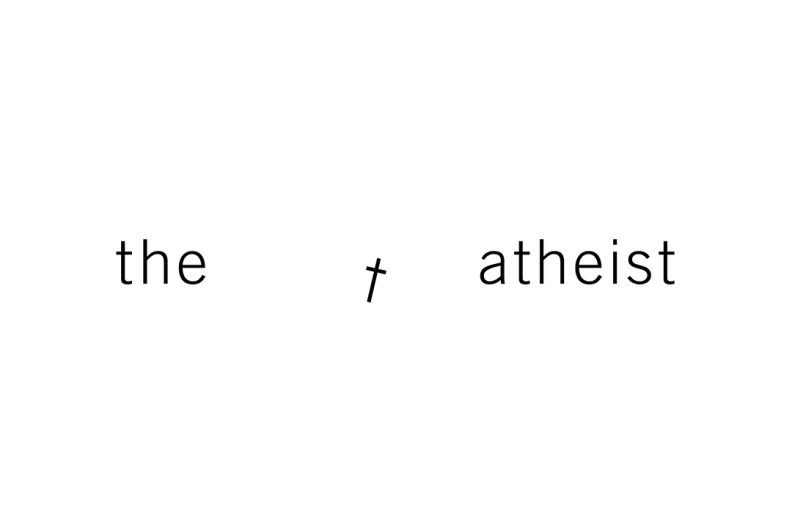 the † atheist